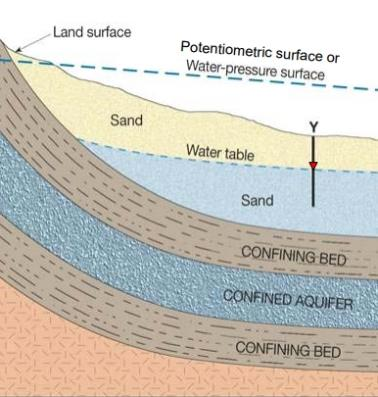 Land surface
Potentiometric surface or
Water-pressure surface
Y
Sand
Water table
Sand
CONFINING BED
CONFINED AQUIFER
CONFINING BED